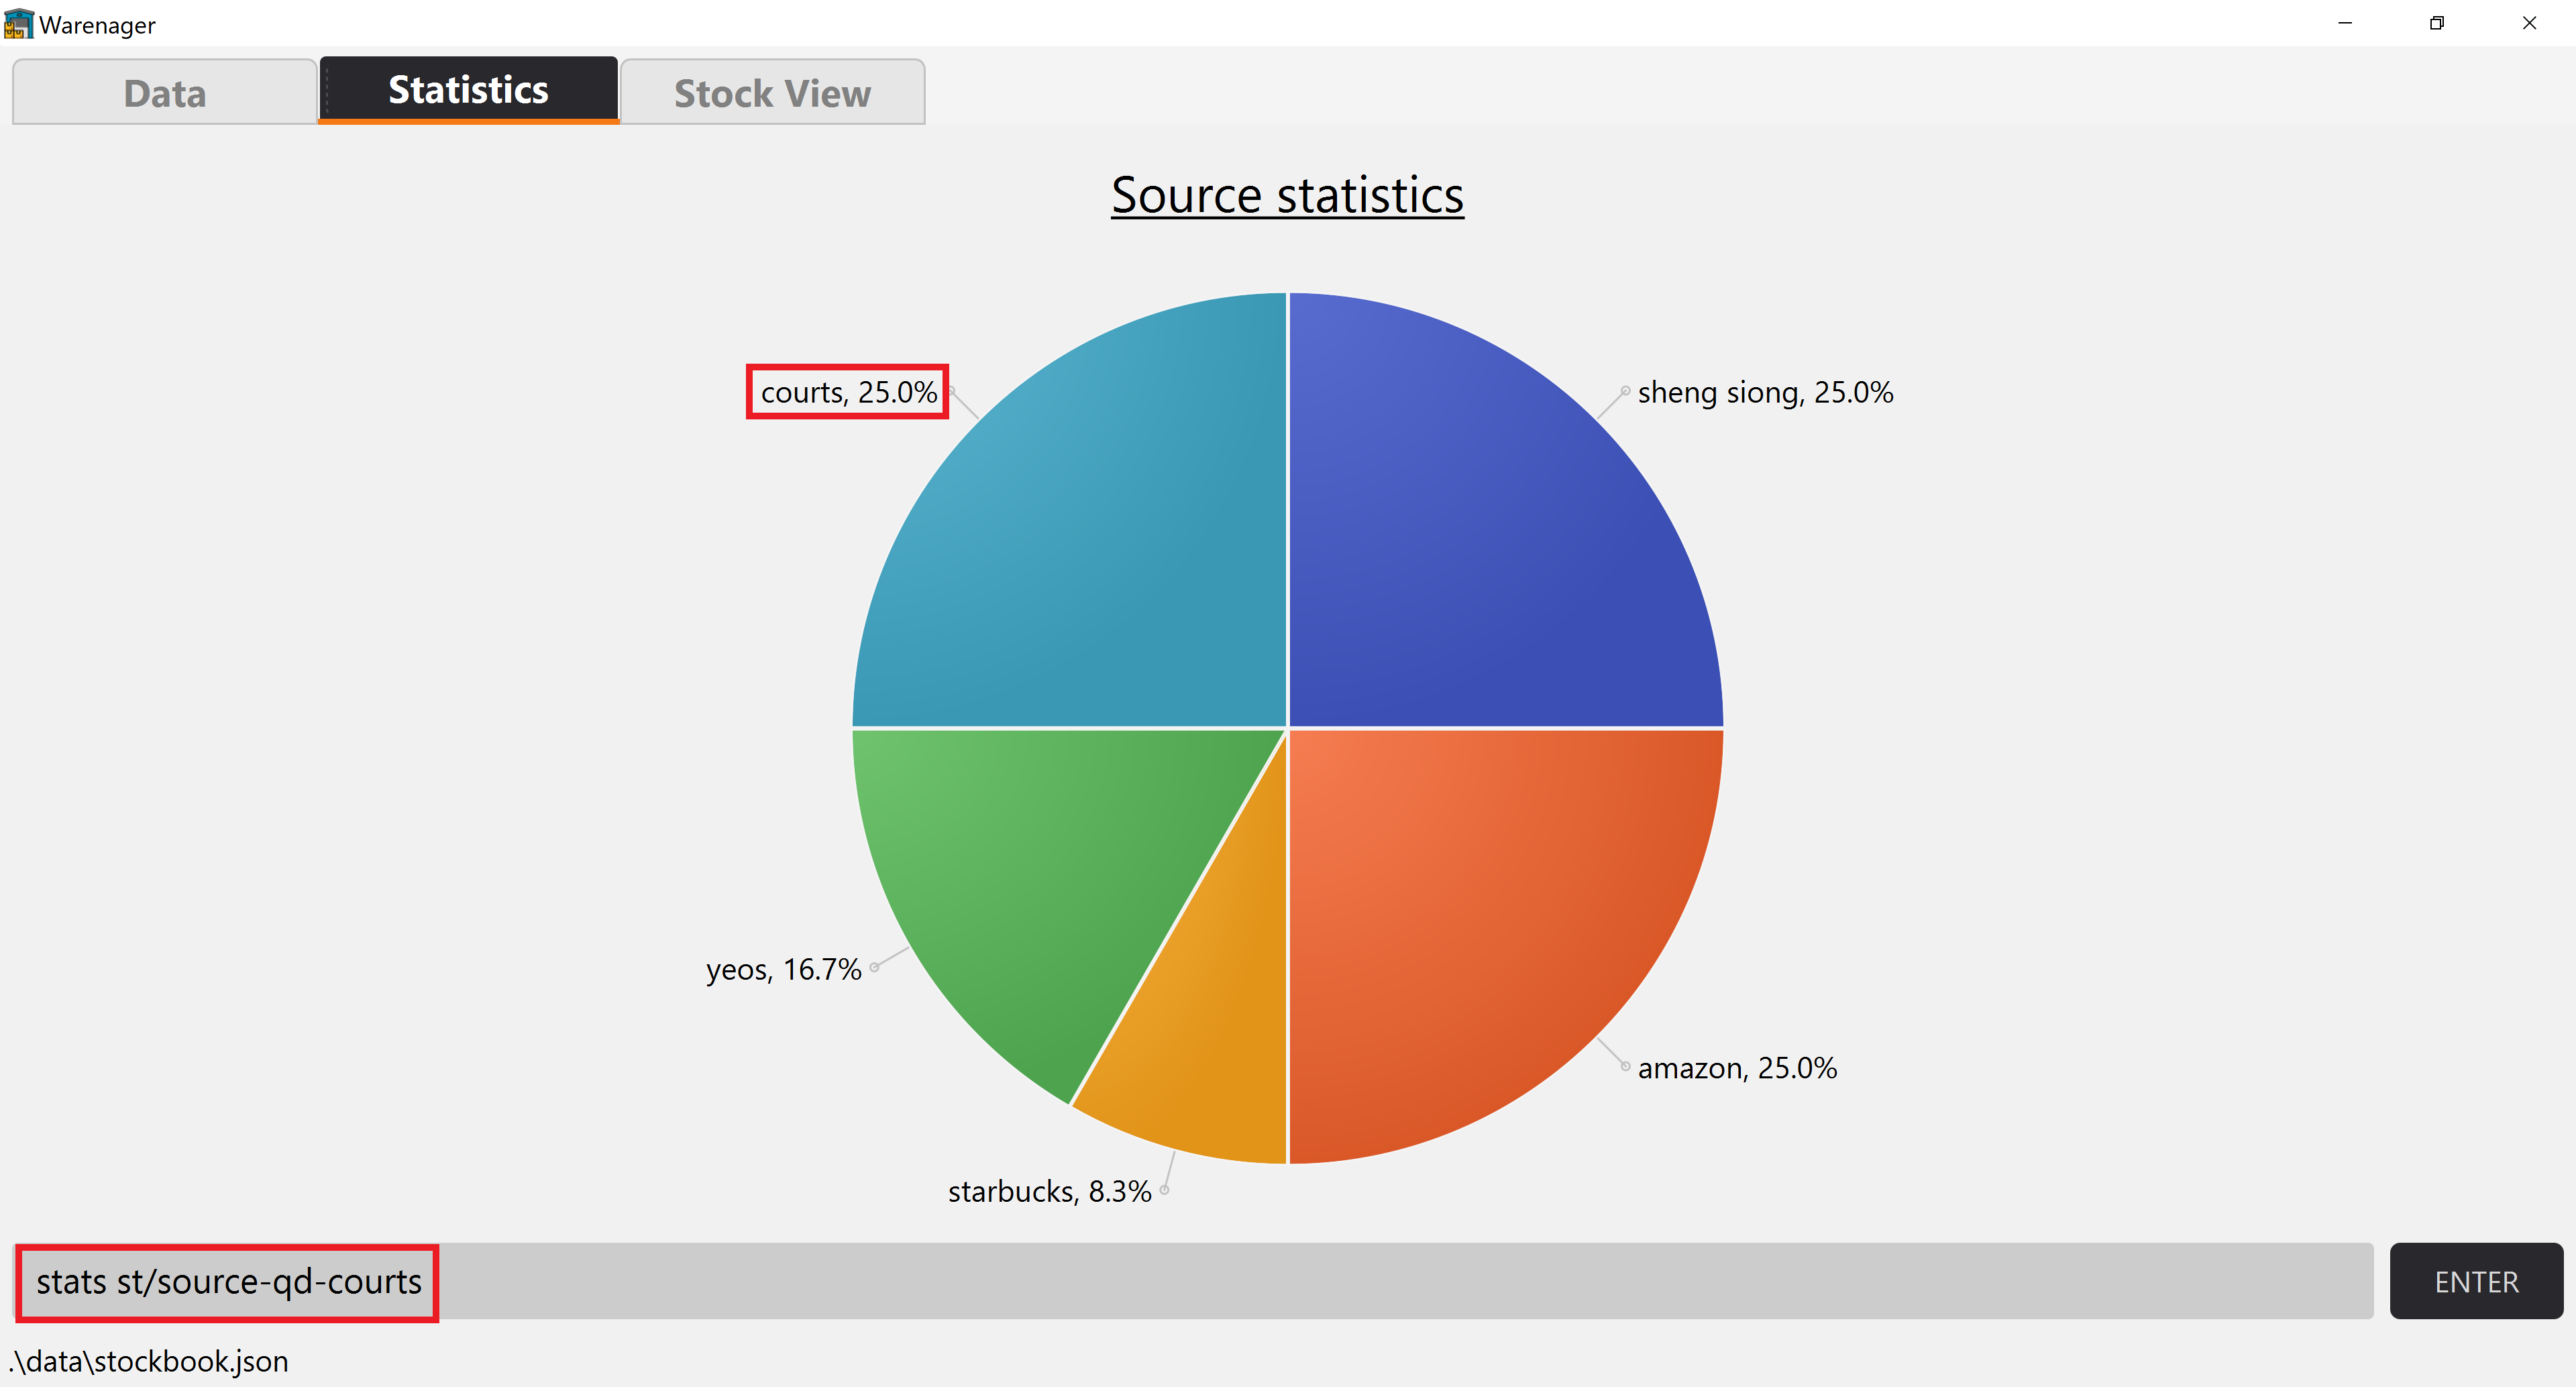 Warenager
Data
Statistics
Stock View
Source statistics
courts, 25.0%
sheng siong, 25.0%
yeos, 16.7%
amazon, 25.0%
starbucks, 8.3%
stats st/source-qd-courts
ENTER
.\data\stockbook.json